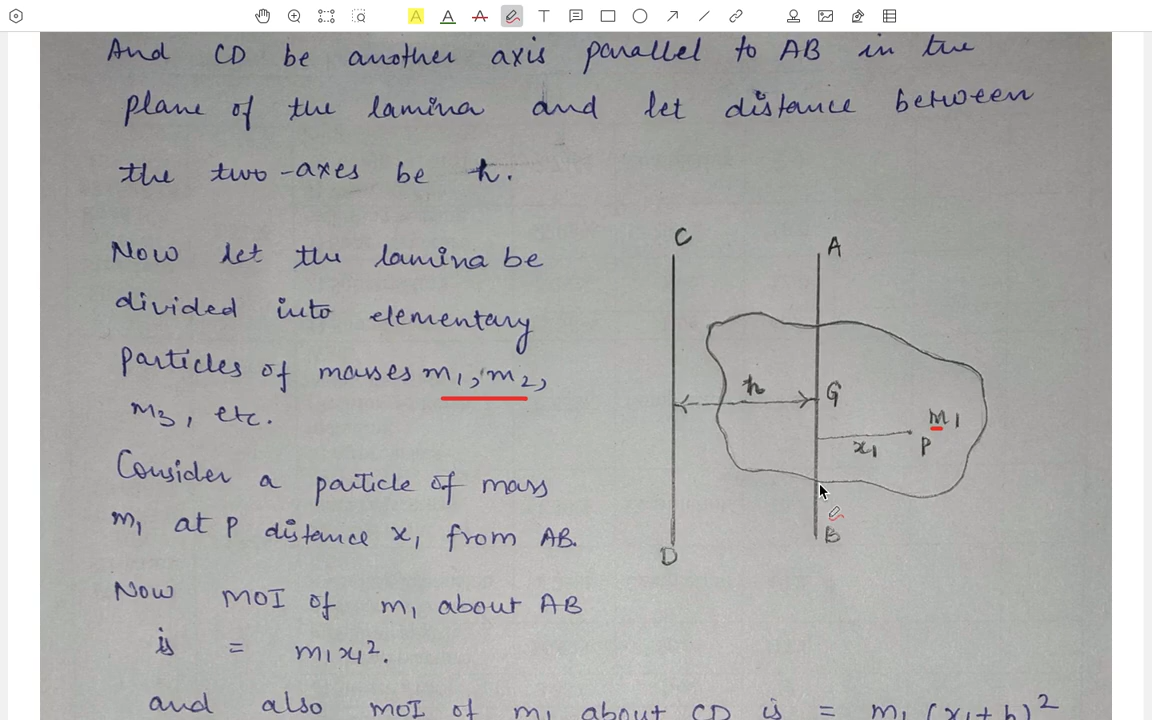 And CD be another axis parallel to AB in the
plane of the lamina and let distance between
the two-axes be h.
Now let the lamina be
divided into elementary
particles of masses m1, m2,
m3, etc.
Consider a particle of mass
m1 at P distance x1 from AB.
Now MOI of m1 about AB
is = m1x1².
and also MOI of m1 about CD is = m1(x1+h)²
C
A
h
G
m1
x1
P
B
D
A
A
A
T